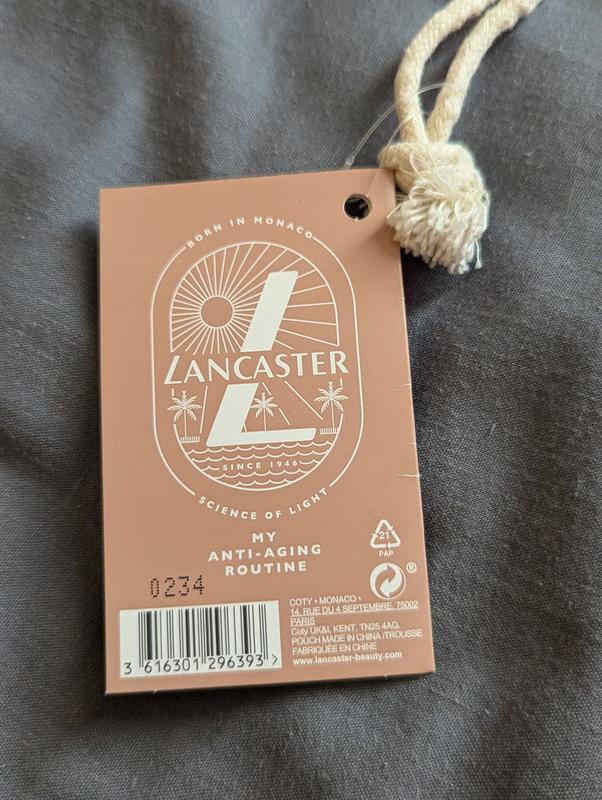 BORN IN MONACO
LANCASTER
SINCE 1946
SCIENCE OF LIGHT
MY
ANTI-AGING
ROUTINE
21
PAP
0234
®
COTY • MONACO •
14, RUE DU 4 SEPTEMBRE, 75002
PARIS
Coty UK&I, KENT, TN25 4AQ.
POUCH MADE IN CHINA /TROUSSE
FABRIQUÉE EN CHINE
www.lancaster-beauty.com
3 616301 296393 >